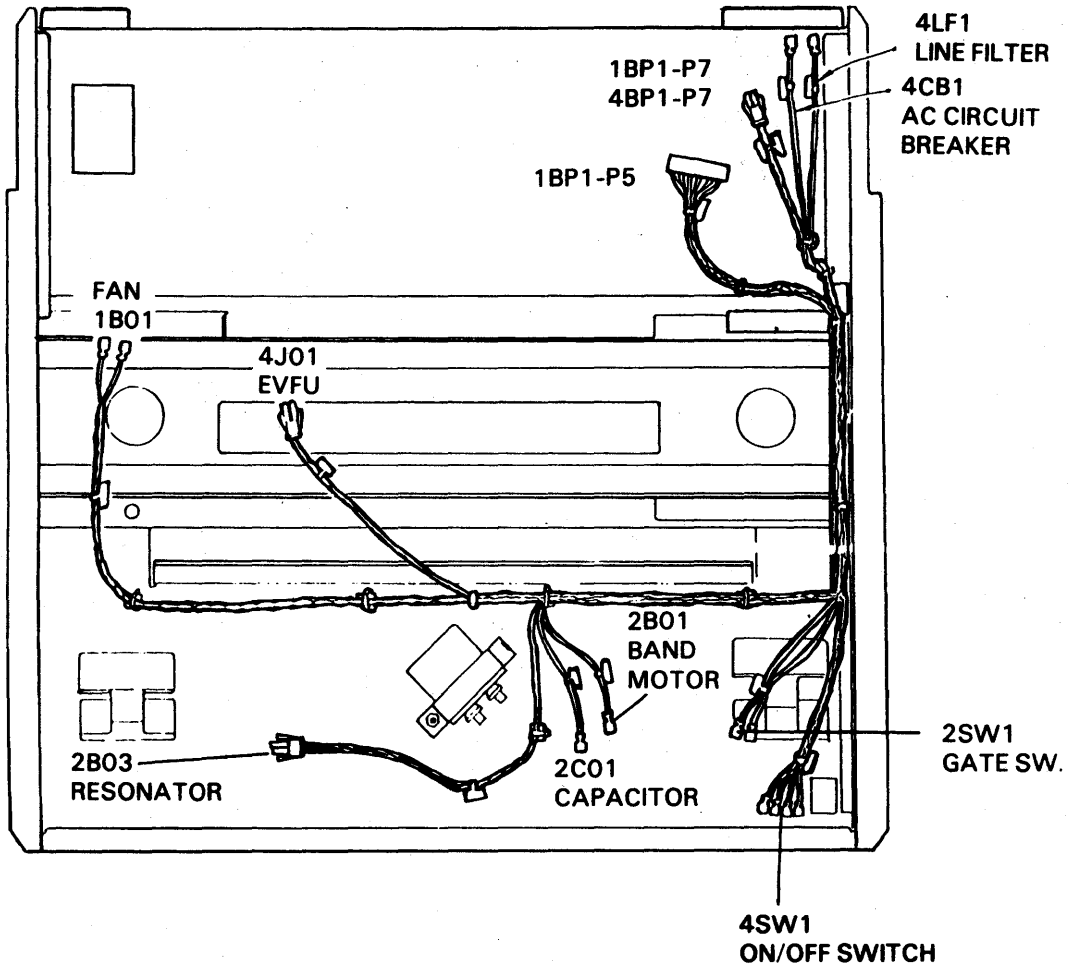 4LF1
LINE FILTER
4CB1
AC CIRCUIT
BREAKER
1BP1-P7
4BP1-P7
1BP1-P5
FAN
1B01
4J01
EVFU
2B01
BAND
MOTOR
2B03
RESONATOR
2C01
CAPACITOR
2SW1
GATE SW.
4SW1
ON/OFF SWITCH